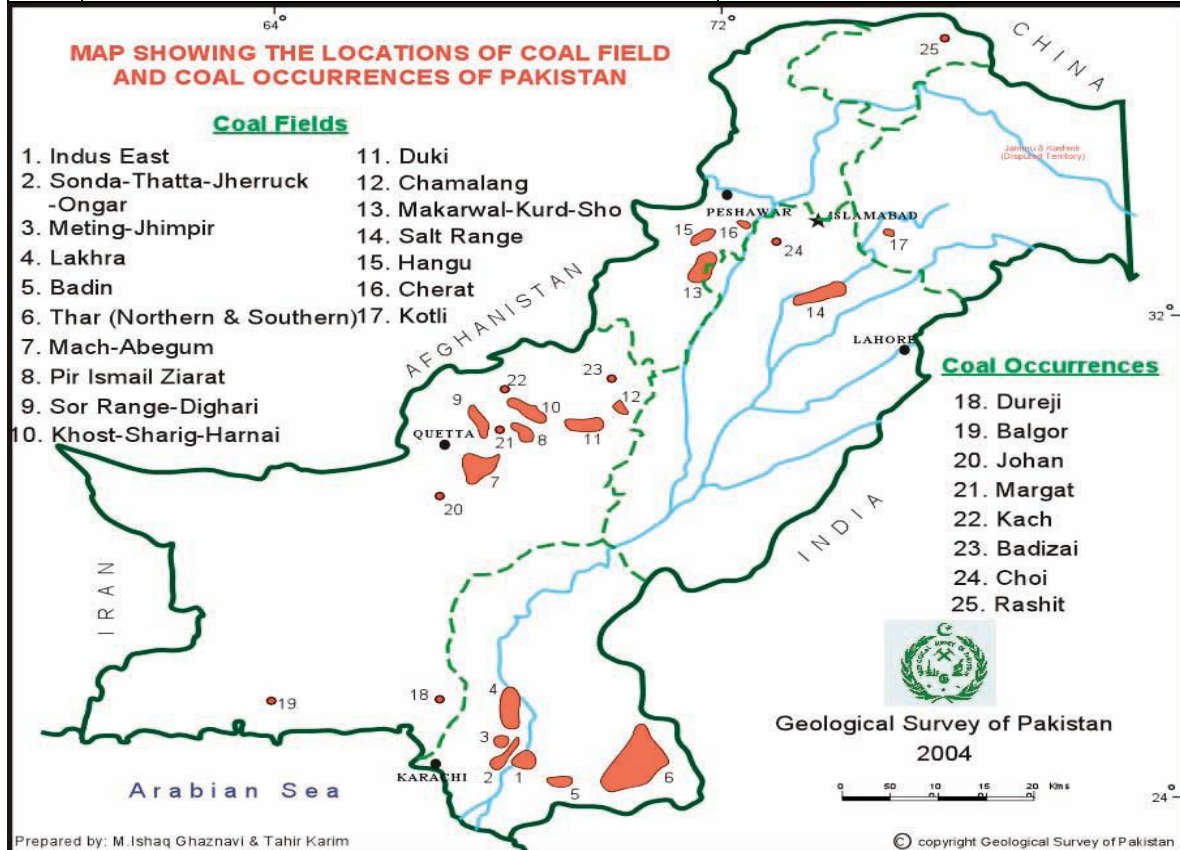 64°
72°
MAP SHOWING THE LOCATIONS OF COAL FIELD
AND COAL OCCURRENCES OF PAKISTAN
Coal Fields
1. Indus East
2. Sonda-Thatta-Jherruck
-Ongar
3. Meting-Jhimpir
4. Lakhra
5. Badin
6. Thar (Northern & Southern)
7. Mach-Abegum
8. Pir Ismail Ziarat
9. Sor Range-Dighari
10. Khost-Sharig-Harnai
11. Duki
12. Chamalang
13. Makarwal-Kurd-Sho
14. Salt Range
15. Hangu
16. Cherat
17. Kotli
CHINA
25
Jammu & Kashmir
(Disputed Territory)
PESHAWAR
ISLAMABAD
15
16
24
17
13
14
32°
AFGHANISTAN
LAHORE
Coal Occurrences
18. Dureji
19. Balgor
20. Johan
21. Margat
22. Kach
23. Badizai
24. Choi
25. Rashit
22
23
9
10
12
QUETTA
21
8
11
7
20
INDIA
IRAN
19
18
4
3
2
1
5
6
KARACHI
Arabian Sea
Geological Survey of Pakistan
2004
0 50 10 15 20 Kms
24°
Prepared by: M.Ishaq Ghaznavi & Tahir Karim
© copyright Geological Survey of Pakistan